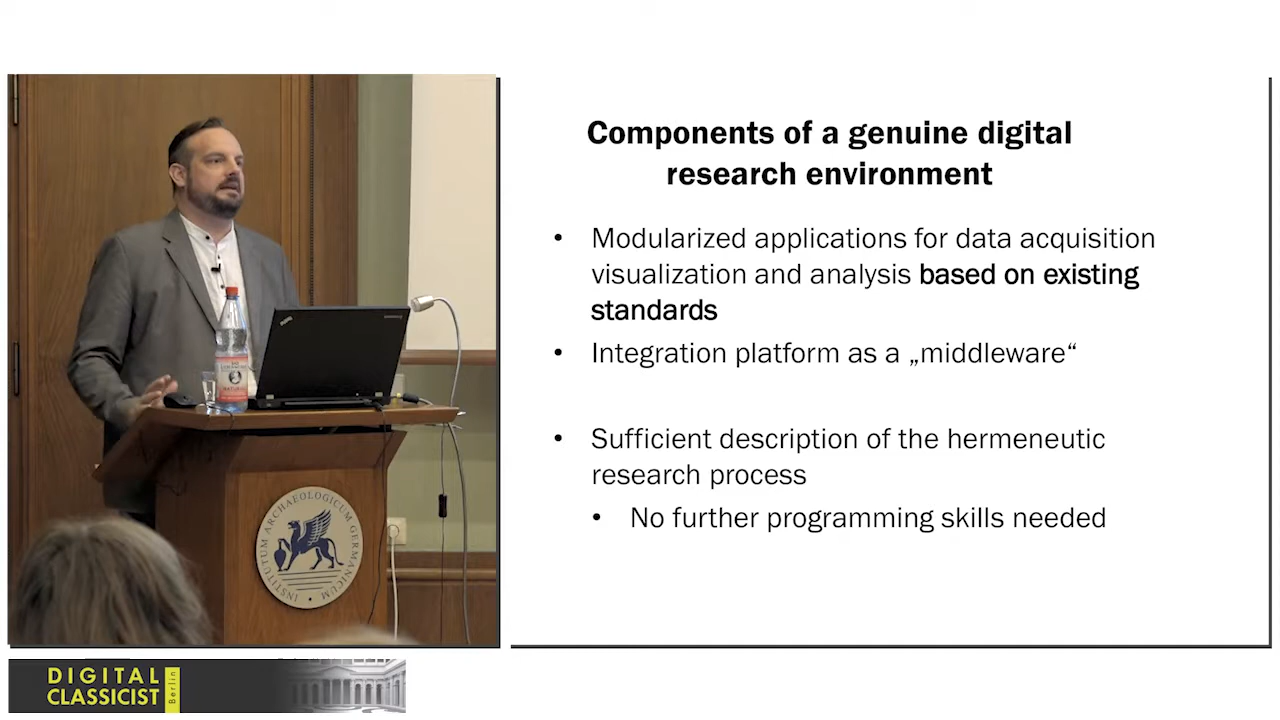 Components of a genuine digital
research environment
• Modularized applications for data acquisition
visualization and analysis based on existing
standards
• Integration platform as a „middleware“
• Sufficient description of the hermeneutic
research process
• No further programming skills needed
INSTITUTUM ARCHAEOLOGICUM GERMANICUM
DIGITAL
CLASSICIST
Berlin